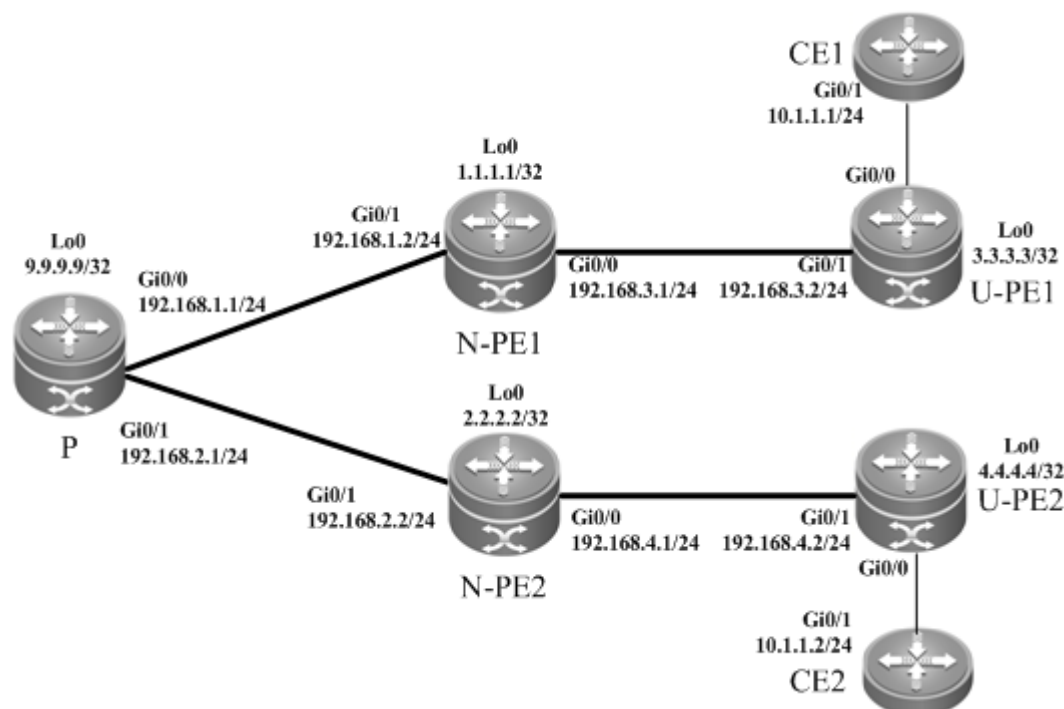 CE1
Gi0/1
10.1.1.1/24
Lo0
1.1.1.1/32
Gi0/0
Gi0/1
192.168.1.2/24
Lo0
3.3.3.3/32
Lo0
9.9.9.9/32
Gi0/0
192.168.1.1/24
Gi0/0
192.168.3.1/24
Gi0/1
192.168.3.2/24
U-PE1
N-PE1
Lo0
2.2.2.2/32
P
Gi0/1
192.168.2.1/24
Lo0
4.4.4.4/32
U-PE2
Gi0/1
192.168.2.2/24
Gi0/0
192.168.4.1/24
Gi0/1
192.168.4.2/24
Gi0/0
N-PE2
Gi0/1
10.1.1.2/24
CE2